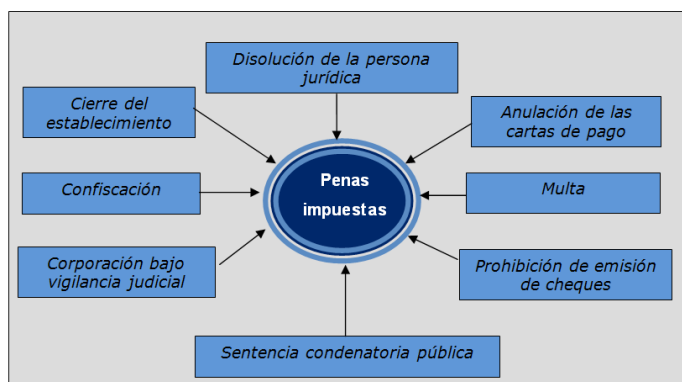 Disolución de la persona
jurídica
Cierre del
establecimiento
Anulación de las
cartas de pago
Penas
impuestas
Confiscación
Multa
Corporación bajo
vigilancia judicial
Prohibición de emisión
de cheques
Sentencia condenatoria pública